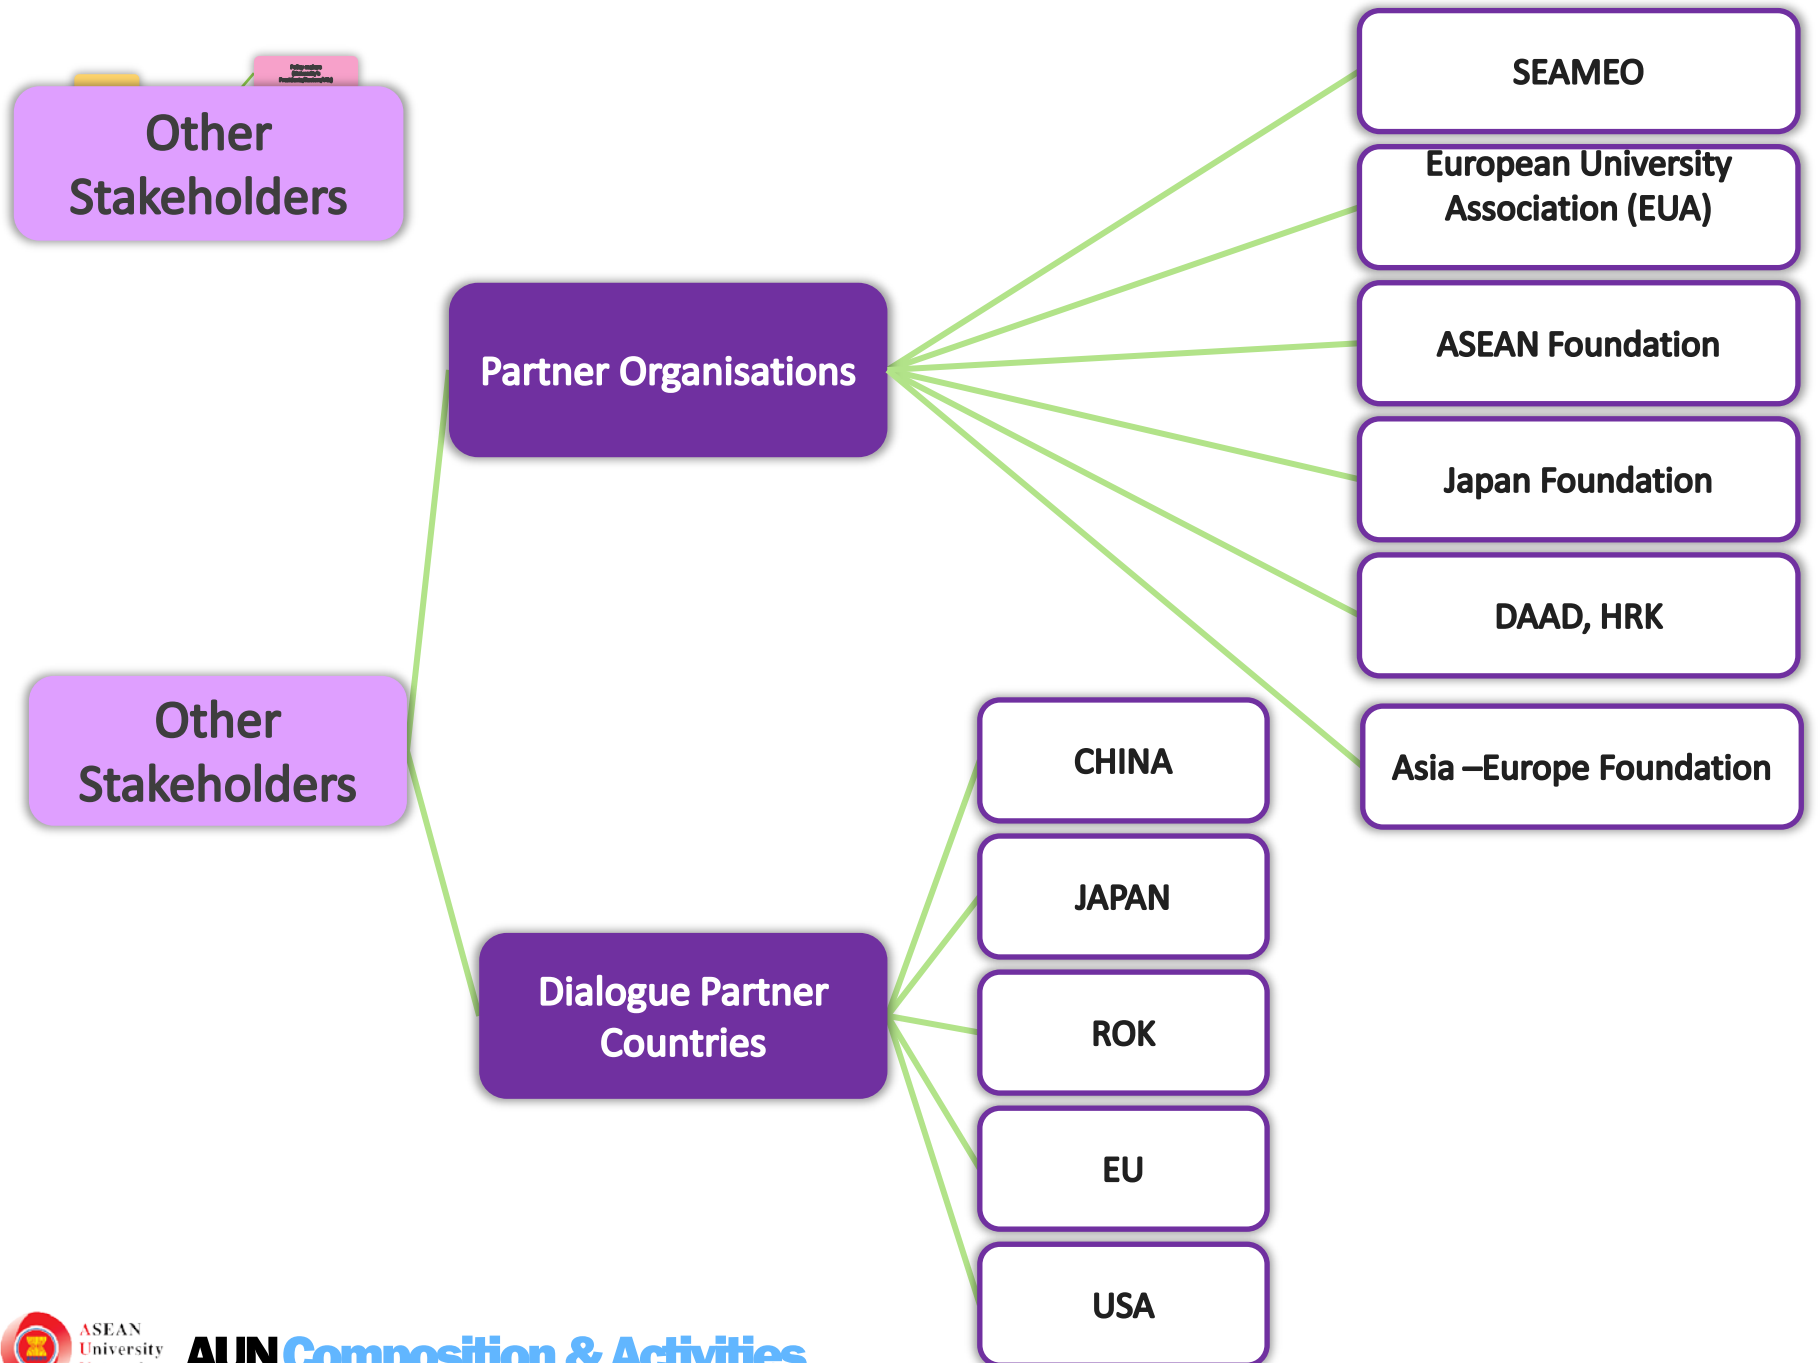 Other
Stakeholders
SEAMEO
European University
Association (EUA)
ASEAN Foundation
Partner Organisations
Japan Foundation
DAAD, HRK
Asia –Europe Foundation
Other
Stakeholders
CHINA
JAPAN
Dialogue Partner
Countries
ROK
EU
USA
ASEAN
University
AUN Composition & Activities